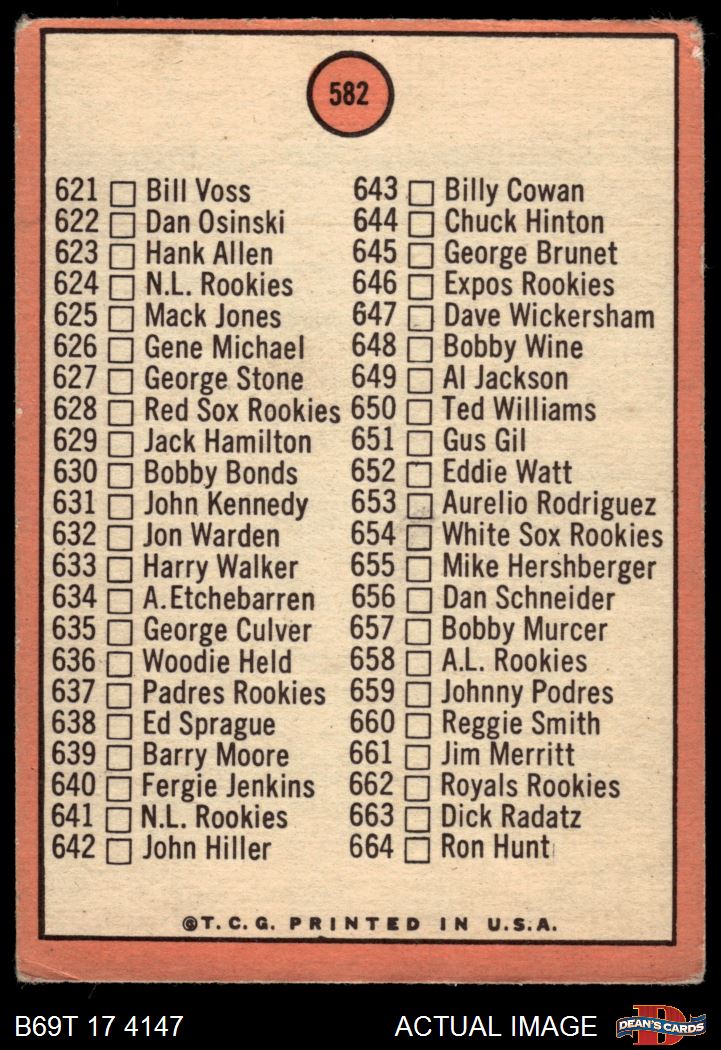 582
621 Bill Voss
622 Dan Osinski
623 Hank Allen
624 N.L. Rookies
625 Mack Jones
626 Gene Michael
627 George Stone
628 Red Sox Rookies
629 Jack Hamilton
630 Bobby Bonds
631 John Kennedy
632 Jon Warden
633 Harry Walker
634 A.Etchebarren
635 George Culver
636 Woodie Held
637 Padres Rookies
638 Ed Sprague
639 Barry Moore
640 Fergie Jenkins
641 N.L. Rookies
642 John Hiller
643 Billy Cowan
644 Chuck Hinton
645 George Brunet
646 Expos Rookies
647 Dave Wickersham
648 Bobby Wine
649 Al Jackson
650 Ted Williams
651 Gus Gil
652 Eddie Watt
653 Aurelio Rodriguez
654 White Sox Rookies
655 Mike Hershberger
656 Dan Schneider
657 Bobby Murcer
658 A.L. Rookies
659 Johnny Podres
660 Reggie Smith
661 Jim Merritt
662 Royals Rookies
663 Dick Radatz
664 Ron Hunt
©T.C.G. PRINTED IN U.S.A.
B69T 17 4147
ACTUAL IMAGE
D
DEAN'S CARDS